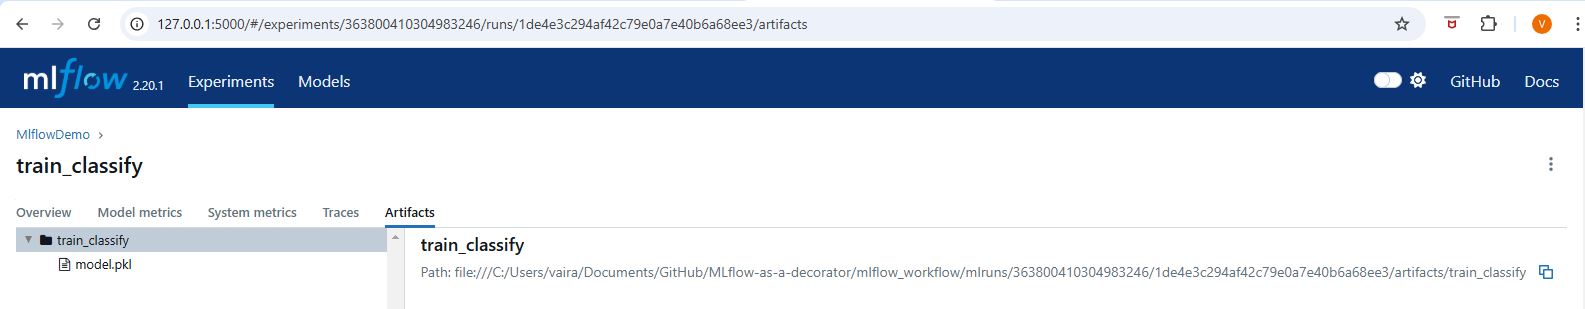 127.0.0.1:5000/#/experiments/363800410304983246/runs/1de4e3c294af42c79e0a7e40b6a68ee3/artifacts
V
mlflow 2.20.1 Experiments Models GitHub Docs
MlflowDemo >
train_classify
Overview Model metrics System metrics Traces Artifacts
train_classify
model.pkl
train_classify
Path: file:///C:/Users/vaira/Documents/GitHub/MLflow-as-a-decorator/mlflow_workflow/mlruns/363800410304983246/1de4e3c294af42c79e0a7e40b6a68ee3/artifacts/train_classify